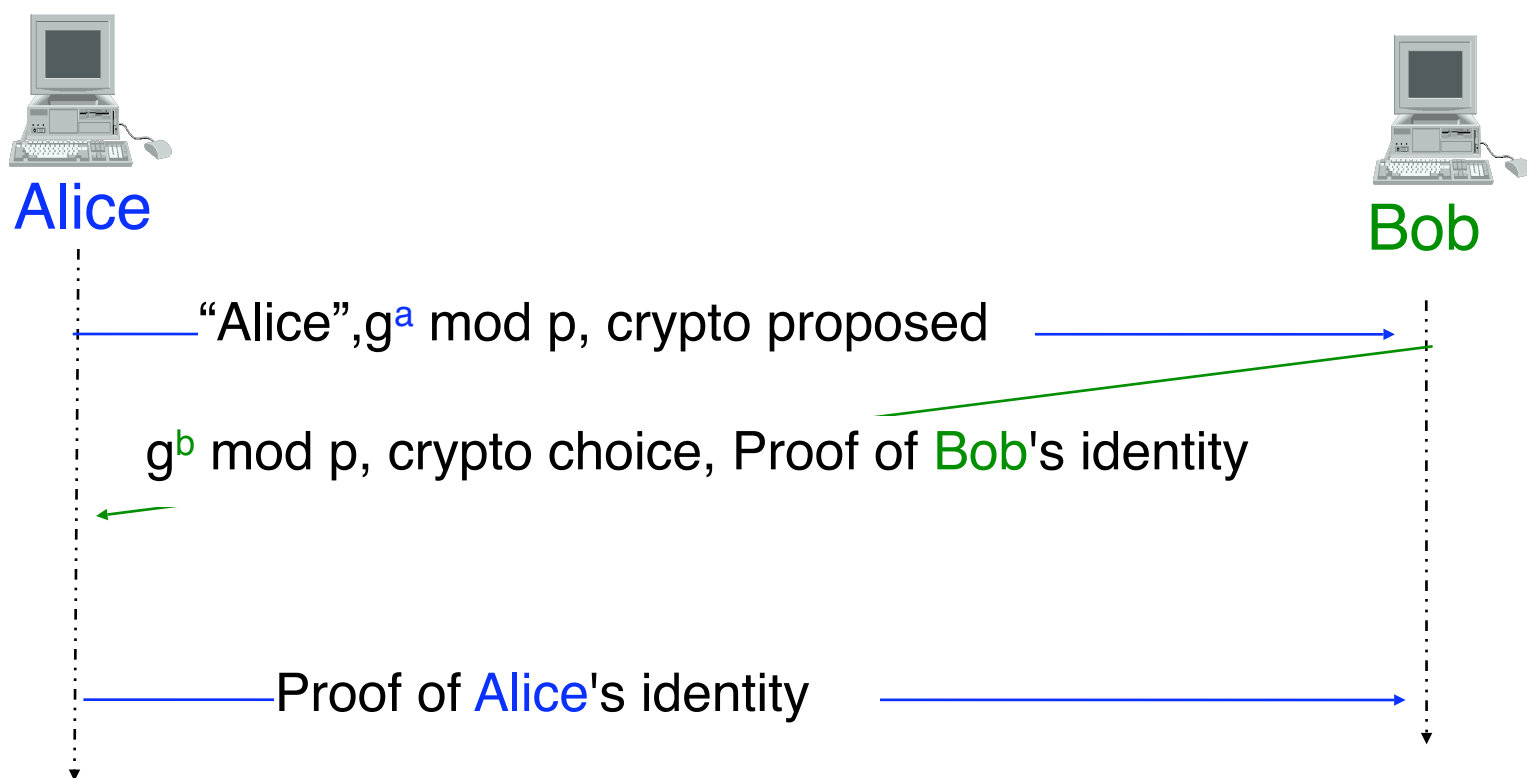 Alice
Bob
“Alice”,gᵃ mod p, crypto proposed
gᵇ mod p, crypto choice, Proof of Bob's identity
Proof of Alice's identity